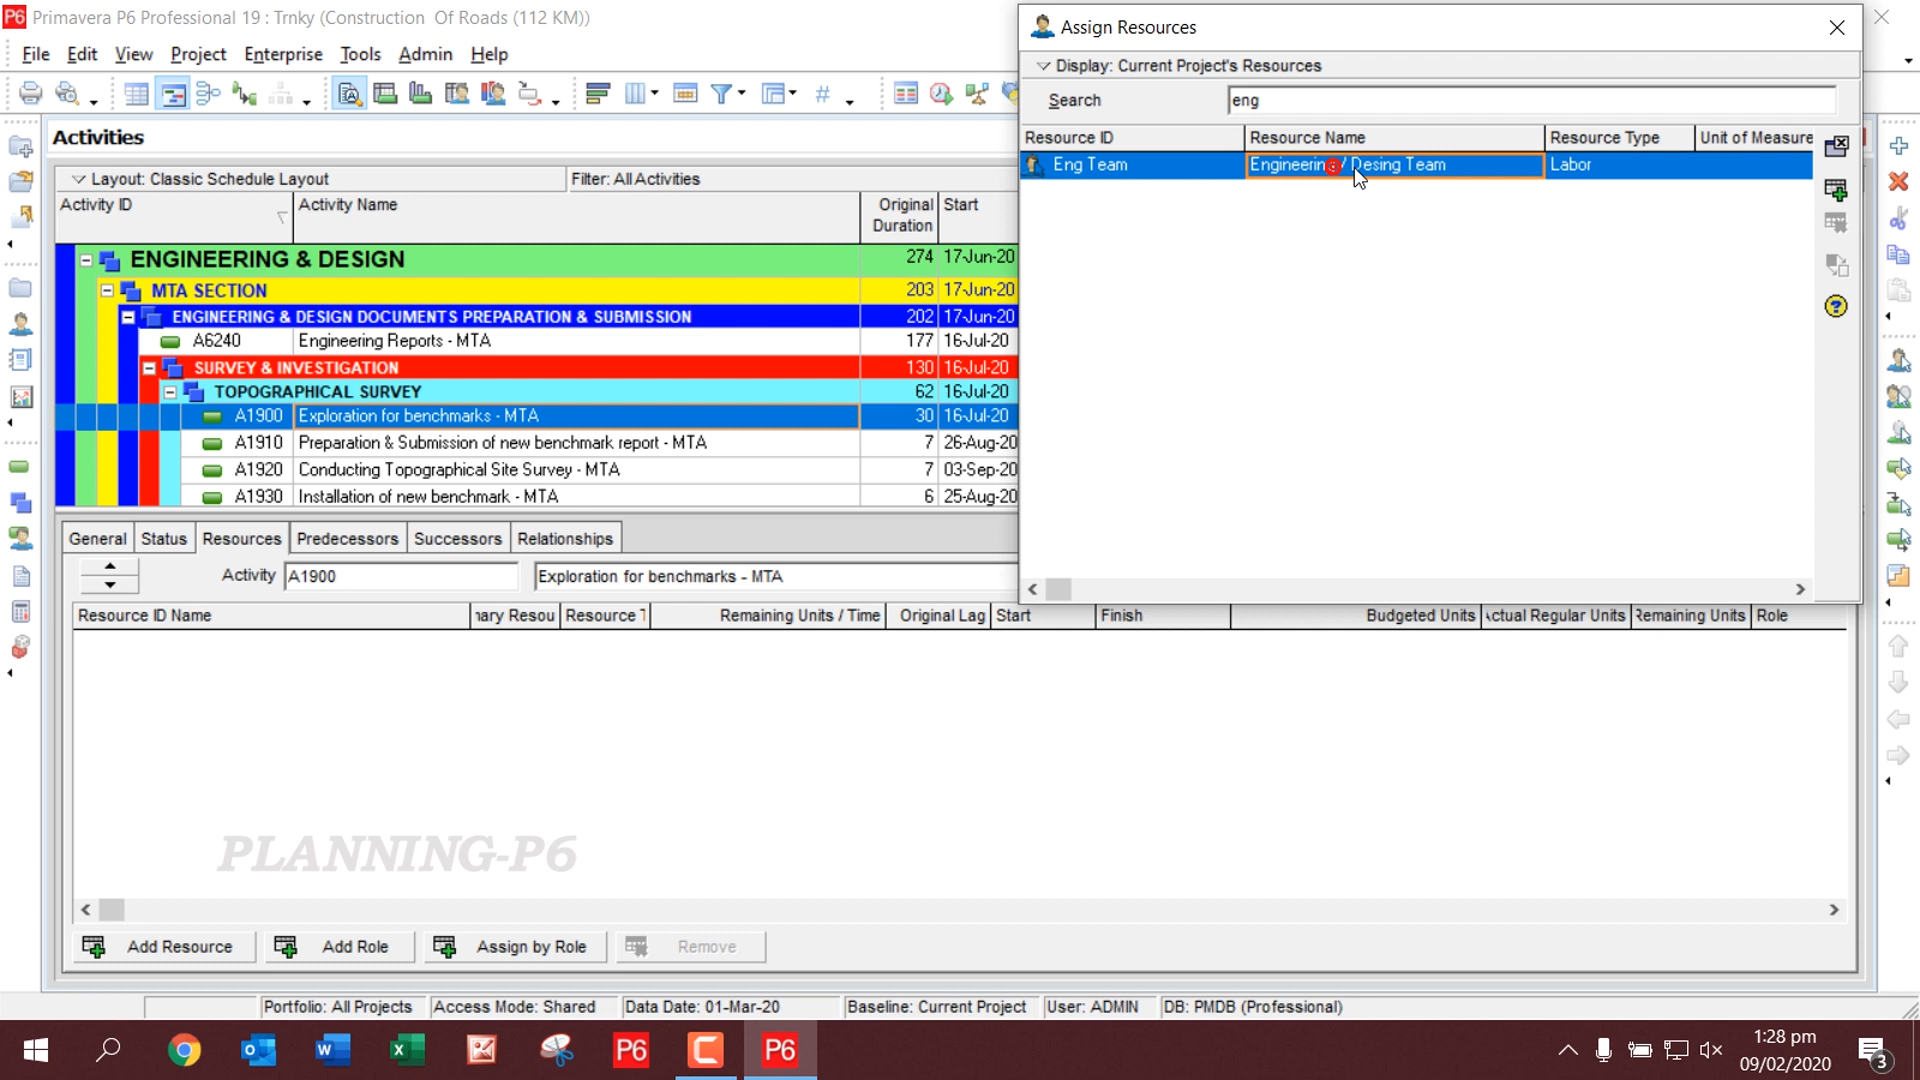 P6 Primavera P6 Professional 19 : Trnky (Construction Of Roads (112 KM))
File Edit View Project Enterprise Tools Admin Help
Activities
Layout: Classic Schedule Layout Filter: All Activities
Activity ID Activity Name Original Duration Start
ENGINEERING & DESIGN 274 17-Jun-20
MTA SECTION 203 17-Jun-20
ENGINEERING & DESIGN DOCUMENTS PREPARATION & SUBMISSION 202 17-Jun-20
A6240 Engineering Reports - MTA 177 16-Jul-20
SURVEY & INVESTIGATION 130 16-Jul-20
TOPOGRAPHICAL SURVEY 62 16-Jul-20
A1900 Exploration for benchmarks - MTA 30 16-Jul-20
A1910 Preparation & Submission of new benchmark report - MTA 7 26-Aug-20
A1920 Conducting Topographical Site Survey - MTA 7 03-Sep-20
A1930 Installation of new benchmark - MTA 6 25-Aug-20
Assign Resources
Display: Current Project's Resources
Search eng
Resource ID Resource Name Resource Type Unit of Measure
Eng Team Engineering / Desing Team Labor
General Status Resources Predecessors Successors Relationships
Activity A1900 Exploration for benchmarks - MTA
Resource ID Name nary Resou Resource T Remaining Units / Time Original Lag Start Finish Budgeted Units Actual Regular Units Remaining Units Role
PLANNING-P6
Add Resource Add Role Assign by Role Remove
Portfolio: All Projects Access Mode: Shared Data Date: 01-Mar-20 Baseline: Current Project User: ADMIN DB: PMDB (Professional)
P6 P6
1:28 pm
09/02/2020
3